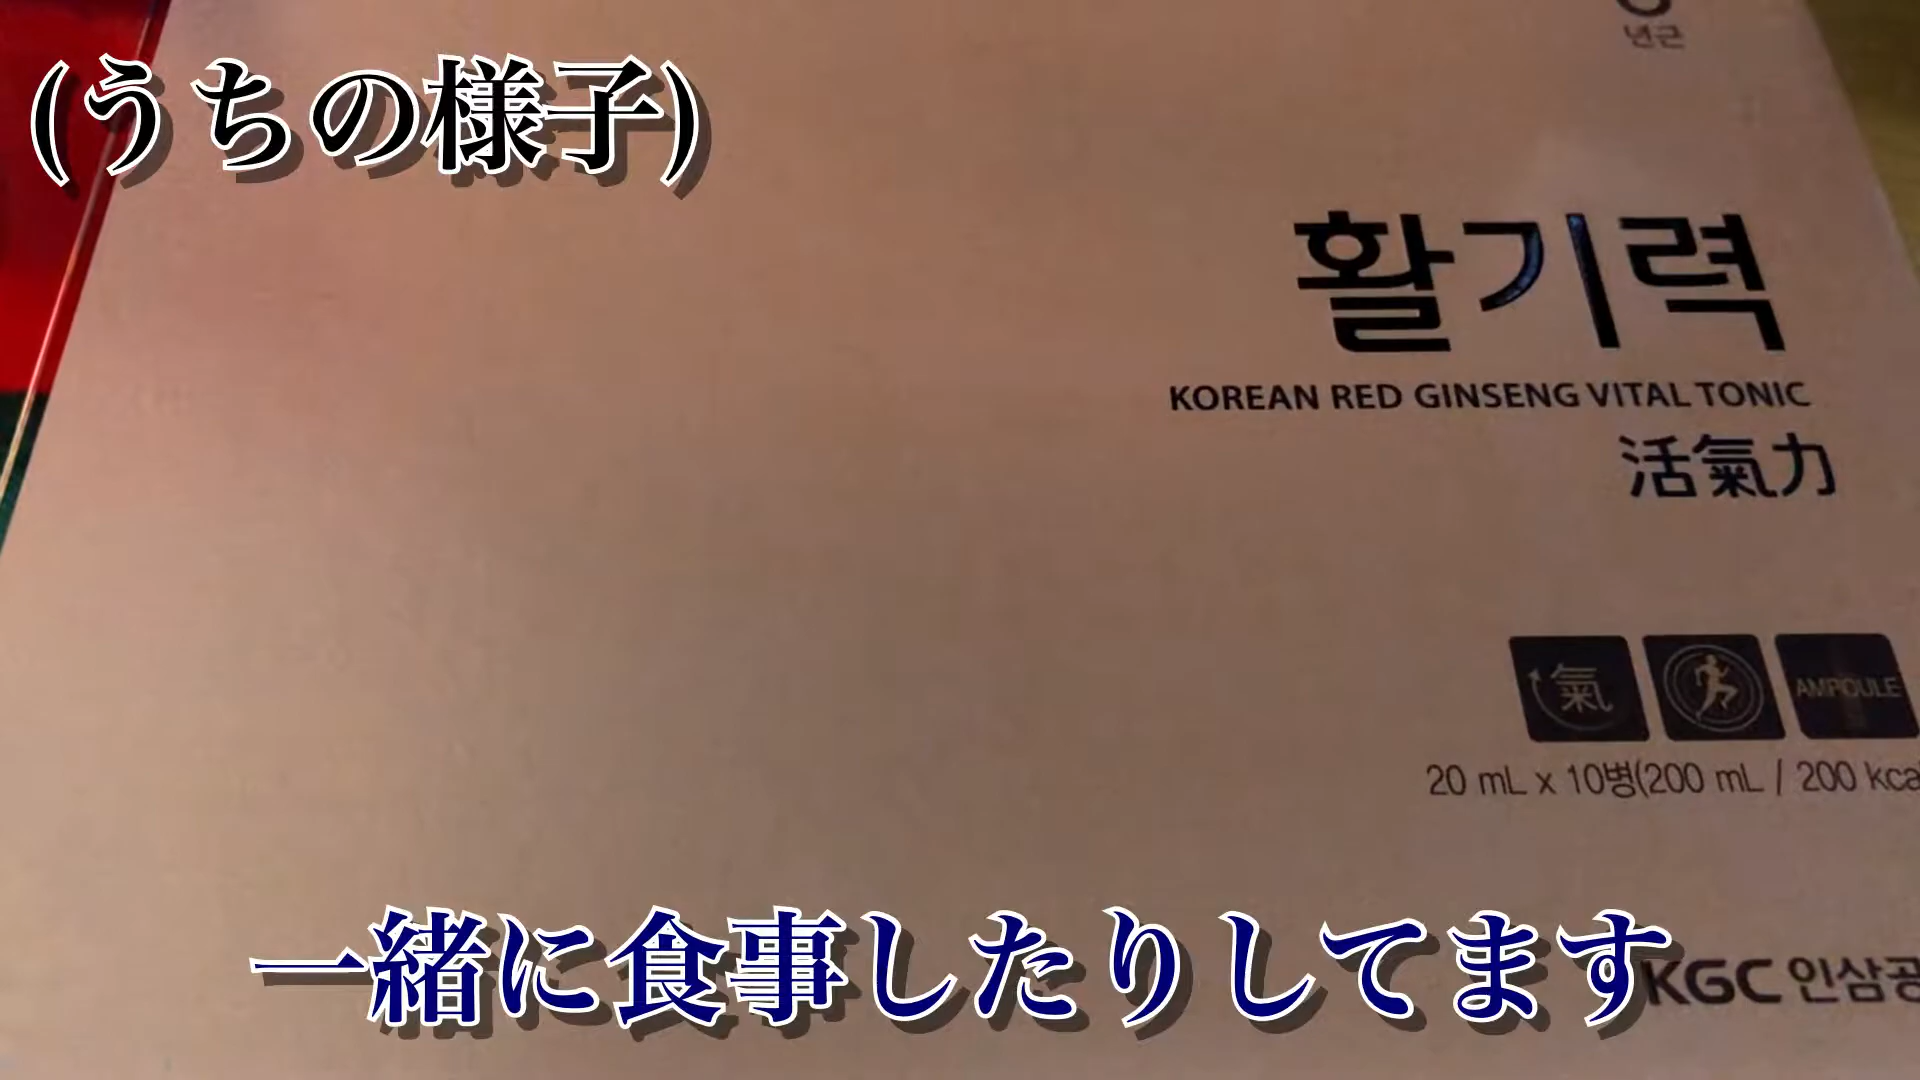 (うちの様子)
년근
활기력
KOREAN RED GINSENG VITAL TONIC
活氣力
氣
AMPOULE
20 mL x 10병(200 mL / 200 kca
一緒に食事したりしてます
KGC 인삼공